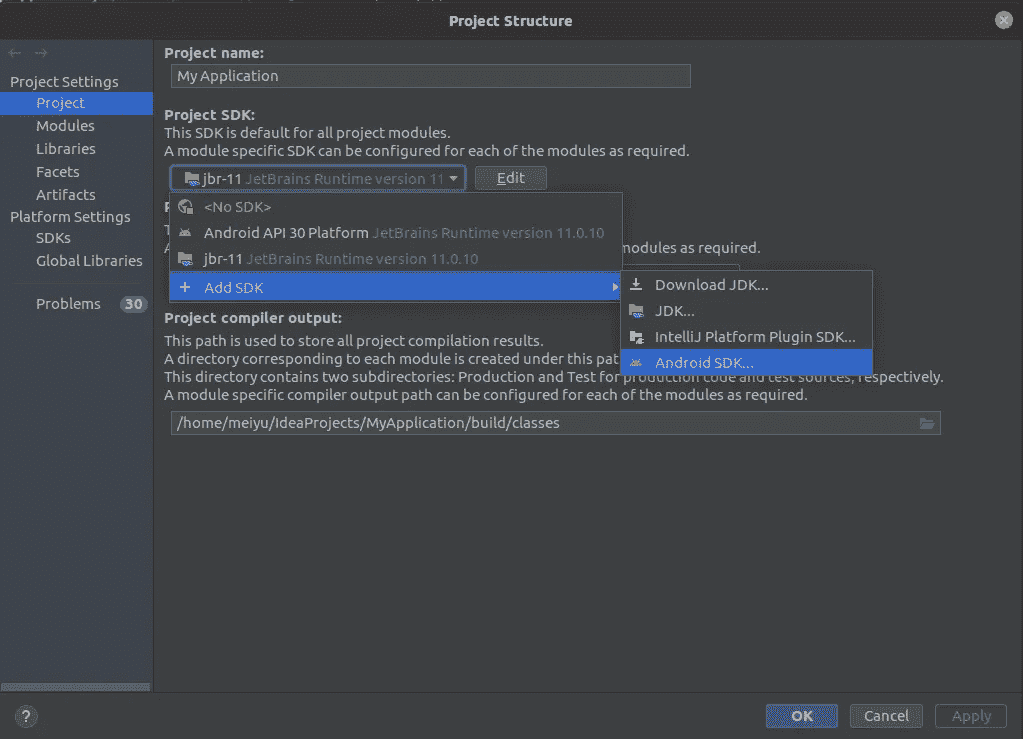 Project Structure
Project name:
My Application
Project Settings
Project
Modules
Libraries
Facets
Artifacts
Platform Settings
SDKs
Global Libraries
Problems 30
Project SDK:
This SDK is default for all project modules.
A module specific SDK can be configured for each of the modules as required.
jbr-11 JetBrains Runtime version 11
Edit
<No SDK>
Android API 30 Platform JetBrains Runtime version 11.0.10
modules as required.
jbr-11 JetBrains Runtime version 11.0.10
+ Add SDK
Download JDK...
JDK...
IntelliJ Platform Plugin SDK...
Android SDK...
Project compiler output:
This path is used to store all project compilation results.
A directory corresponding to each module is created under this pat
This directory contains two subdirectories: Production and Test for production code and test sources, respectively.
A module specific compiler output path can be configured for each of the modules as required.
/home/meiyu/IdeaProjects/MyApplication/build/classes
?
OK
Cancel
Apply